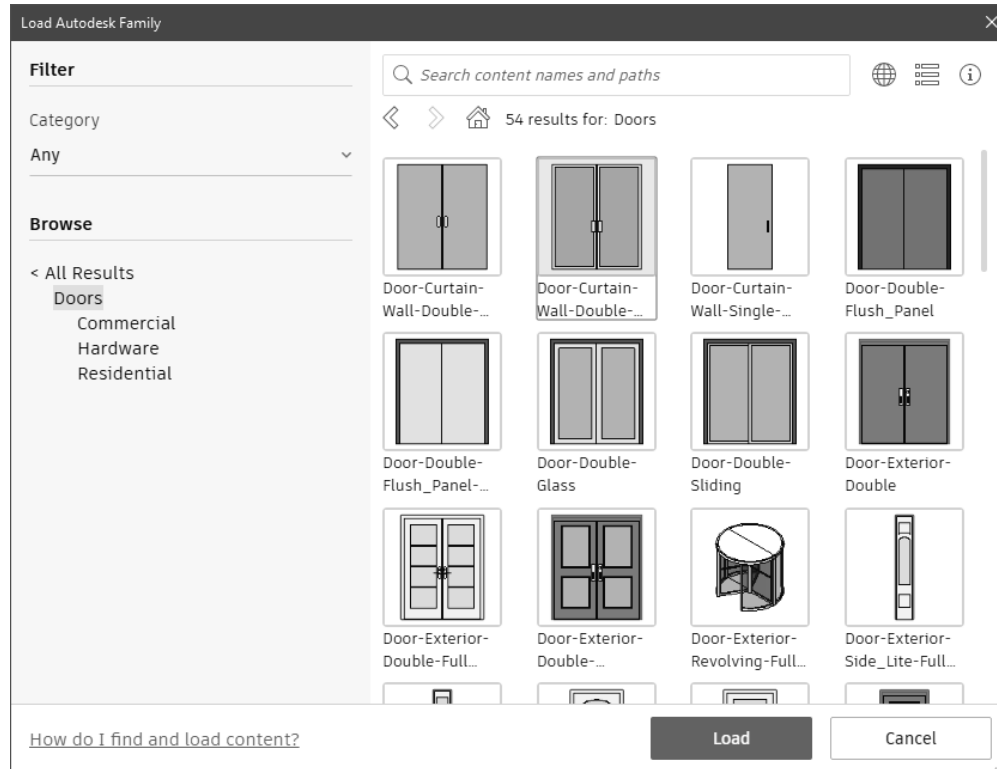 Load Autodesk Family
Filter
Category
Any
Browse
< All Results
Doors
Commercial
Hardware
Residential
Search content names and paths
54 results for: Doors
Door-Curtain-
Wall-Double-...
Door-Curtain-
Wall-Double-...
Door-Curtain-
Wall-Single-...
Door-Double-
Flush_Panel
Door-Double-
Flush_Panel-...
Door-Double-
Glass
Door-Double-
Sliding
Door-Exterior-
Double
Door-Exterior-
Double-Full...
Door-Exterior-
Double-...
Door-Exterior-
Revolving-Full...
Door-Exterior-
Side_Lite-Full...
How do I find and load content?
Load
Cancel